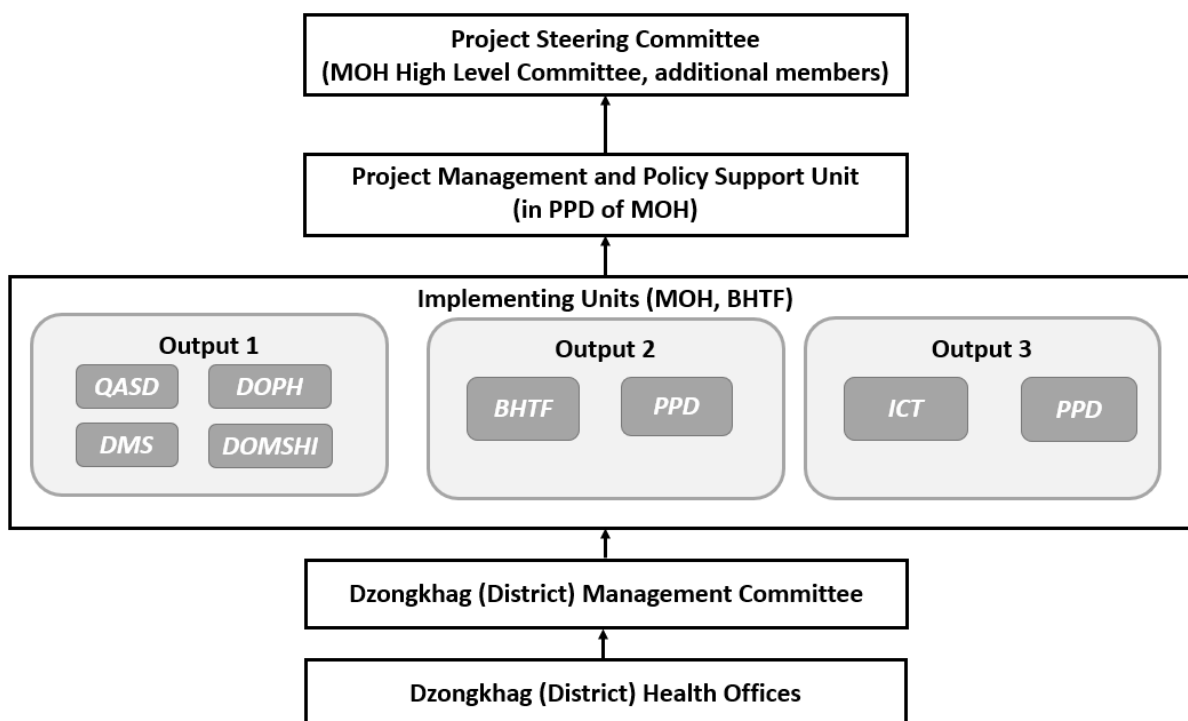 Project Steering Committee
(MOH High Level Committee, additional members)
Project Management and Policy Support Unit
(in PPD of MOH)
Implementing Units (MOH, BHTF)
Output 1
QASD
DOPH
DMS
DOMSHI
Output 2
BHTF
PPD
Output 3
ICT
PPD
Dzongkhag (District) Management Committee
Dzongkhag (District) Health Offices